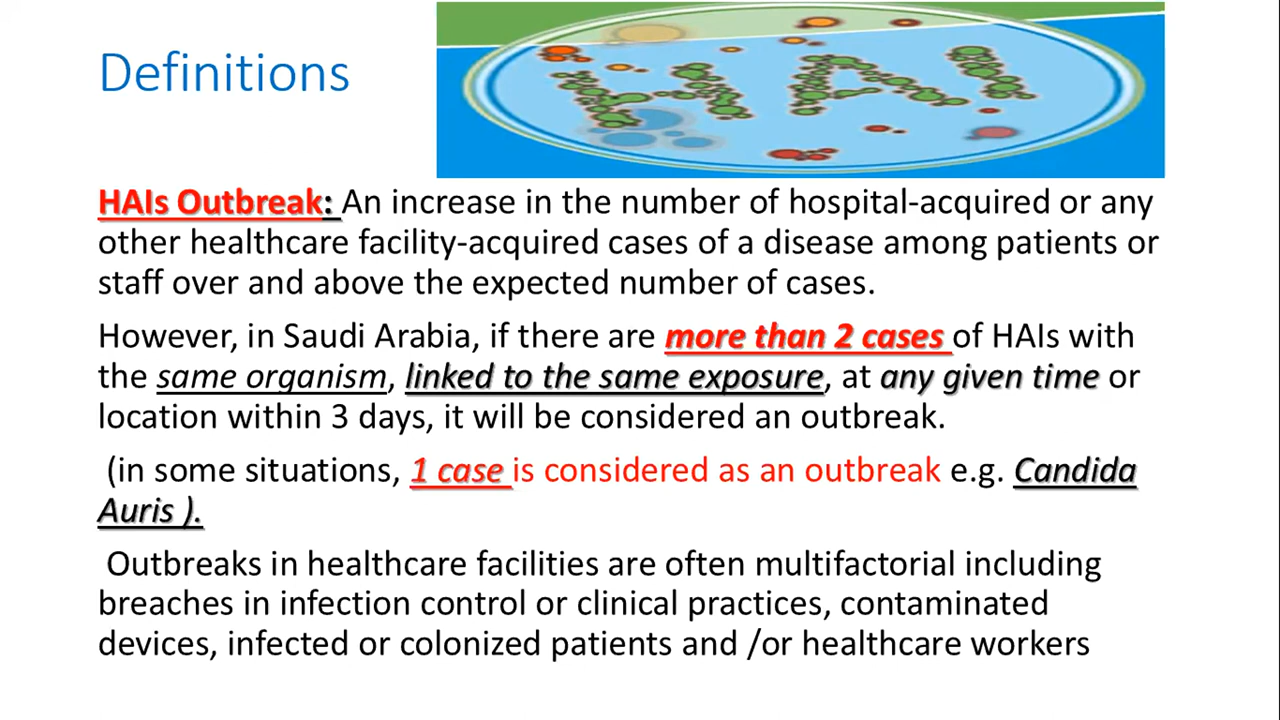 Definitions
HAI
HAIs Outbreak: An increase in the number of hospital-acquired or any
other healthcare facility-acquired cases of a disease among patients or
staff over and above the expected number of cases.
However, in Saudi Arabia, if there are more than 2 cases of HAIs with
the same organism, linked to the same exposure, at any given time or
location within 3 days, it will be considered an outbreak.
(in some situations, 1 case is considered as an outbreak e.g. Candida
Auris ).
Outbreaks in healthcare facilities are often multifactorial including
breaches in infection control or clinical practices, contaminated
devices, infected or colonized patients and /or healthcare workers